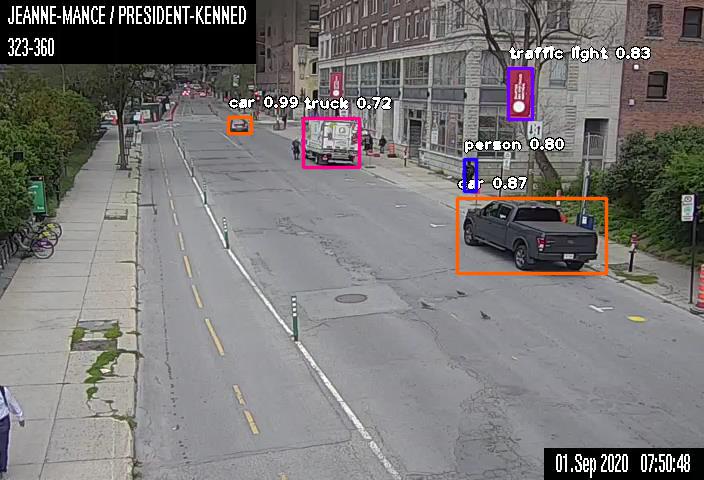 JEANNE-MANCE / PRESIDENT-KENNED
323-360
traffic light 0.83
car 0.99
truck 0.72
person 0.80
car 0.87
01.Sep 2020 07:50:48